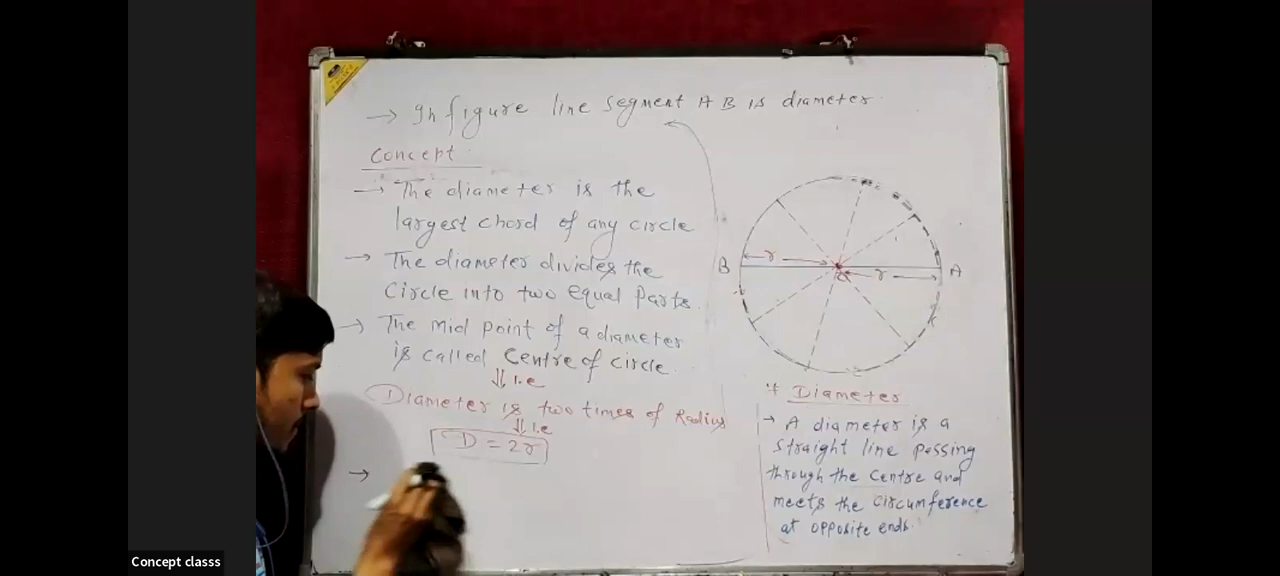 → In figure line segment A B is diameter.
Concept
→ The diameter is the
largest chord of any circle
→ The diameter divides the
Circle into two equal Parts.
→ The mid point of a diameter
is called Centre of circle.
⇓ i.e
Diameter is two times of Radius
⇓ i.e
D = 2r
→
B
r
r
A
* Diameter
→ A diameter is a
straight line passing
through the centre and
meets the circumference
at opposite ends.
Concept classs